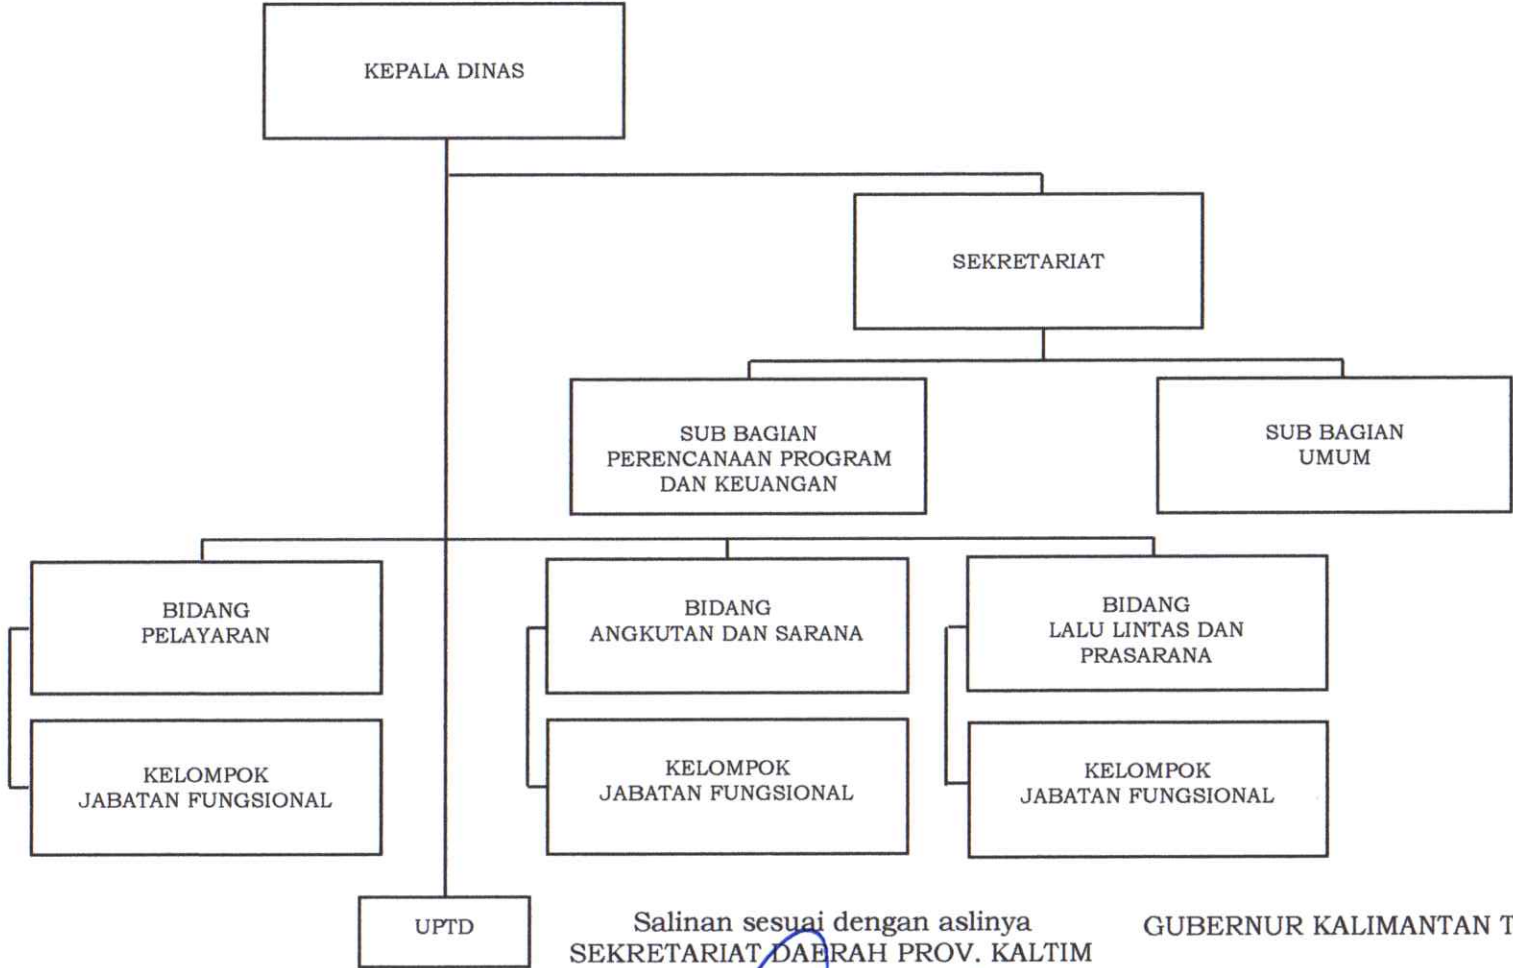 KEPALA DINAS
SEKRETARIAT
SUB BAGIAN
PERENCANAAN PROGRAM
DAN KEUANGAN
SUB BAGIAN
UMUM
BIDANG
PELAYARAN
BIDANG
ANGKUTAN DAN SARANA
BIDANG
LALU LINTAS DAN
PRASARANA
KELOMPOK
JABATAN FUNGSIONAL
KELOMPOK
JABATAN FUNGSIONAL
KELOMPOK
JABATAN FUNGSIONAL
UPTD
Salinan sesuai dengan aslinya
SEKRETARIAT DAERAH PROV. KALTIM
GUBERNUR KALIMANTAN T